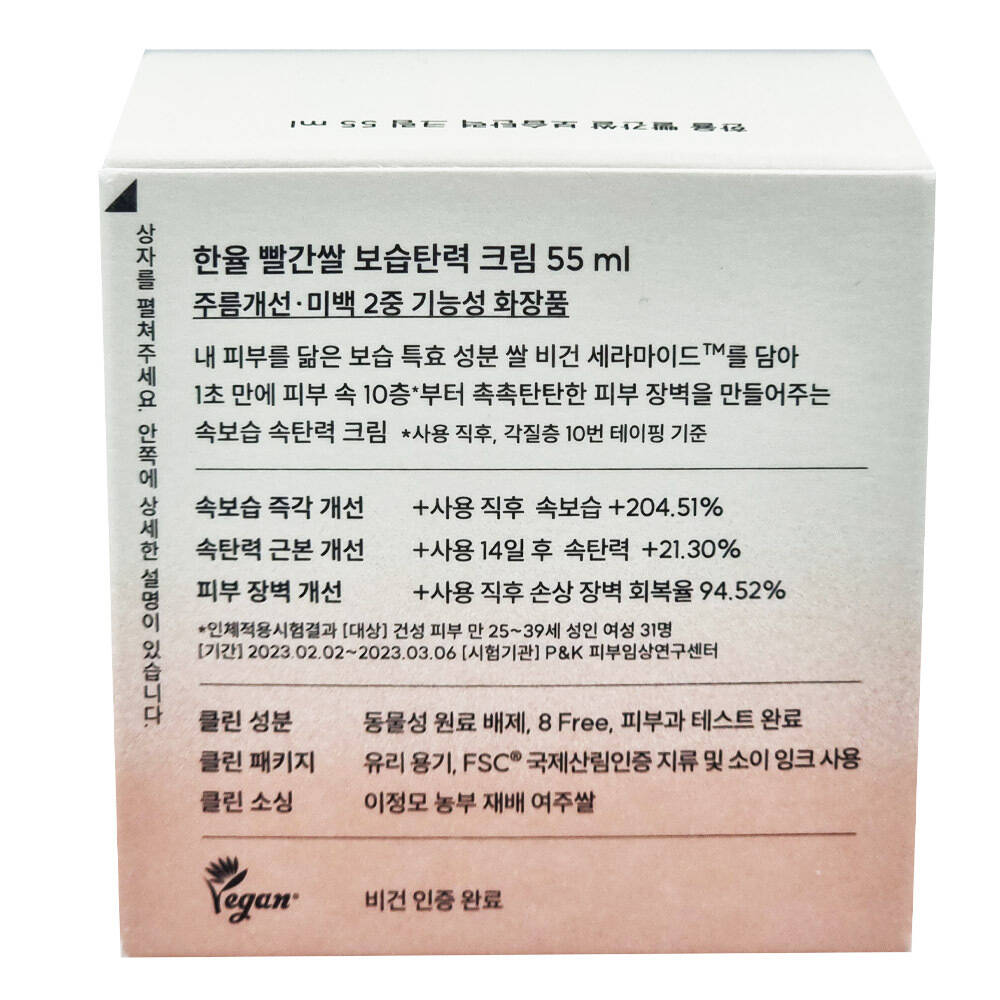 한율 빨간쌀 보습탄력 크림 55 ml
상자를 펼쳐주세요. 안쪽에 상세한 설명이 있습니다.
한율 빨간쌀 보습탄력 크림 55 ml
주름개선·미백 2중 기능성 화장품
내 피부를 닮은 보습 특효 성분 쌀 비건 세라마이드™를 담아
1초 만에 피부 속 10층*부터 촉촉탄탄한 피부 장벽을 만들어주는
속보습 속탄력 크림 *사용 직후, 각질층 10번 테이핑 기준
속보습 즉각 개선 +사용 직후 속보습 +204.51%
속탄력 근본 개선 +사용 14일 후 속탄력 +21.30%
피부 장벽 개선 +사용 직후 손상 장벽 회복율 94.52%
*인체적용시험결과 [대상] 건성 피부 만 25~39세 성인 여성 31명
[기간] 2023.02.02~2023.03.06 [시험기관] P&K 피부임상연구센터
클린 성분 동물성 원료 배제, 8 Free, 피부과 테스트 완료
클린 패키지 유리 용기, FSC® 국제산림인증 지류 및 소이 잉크 사용
클린 소싱 이정모 농부 재배 여주쌀
Vegan 비건 인증 완료